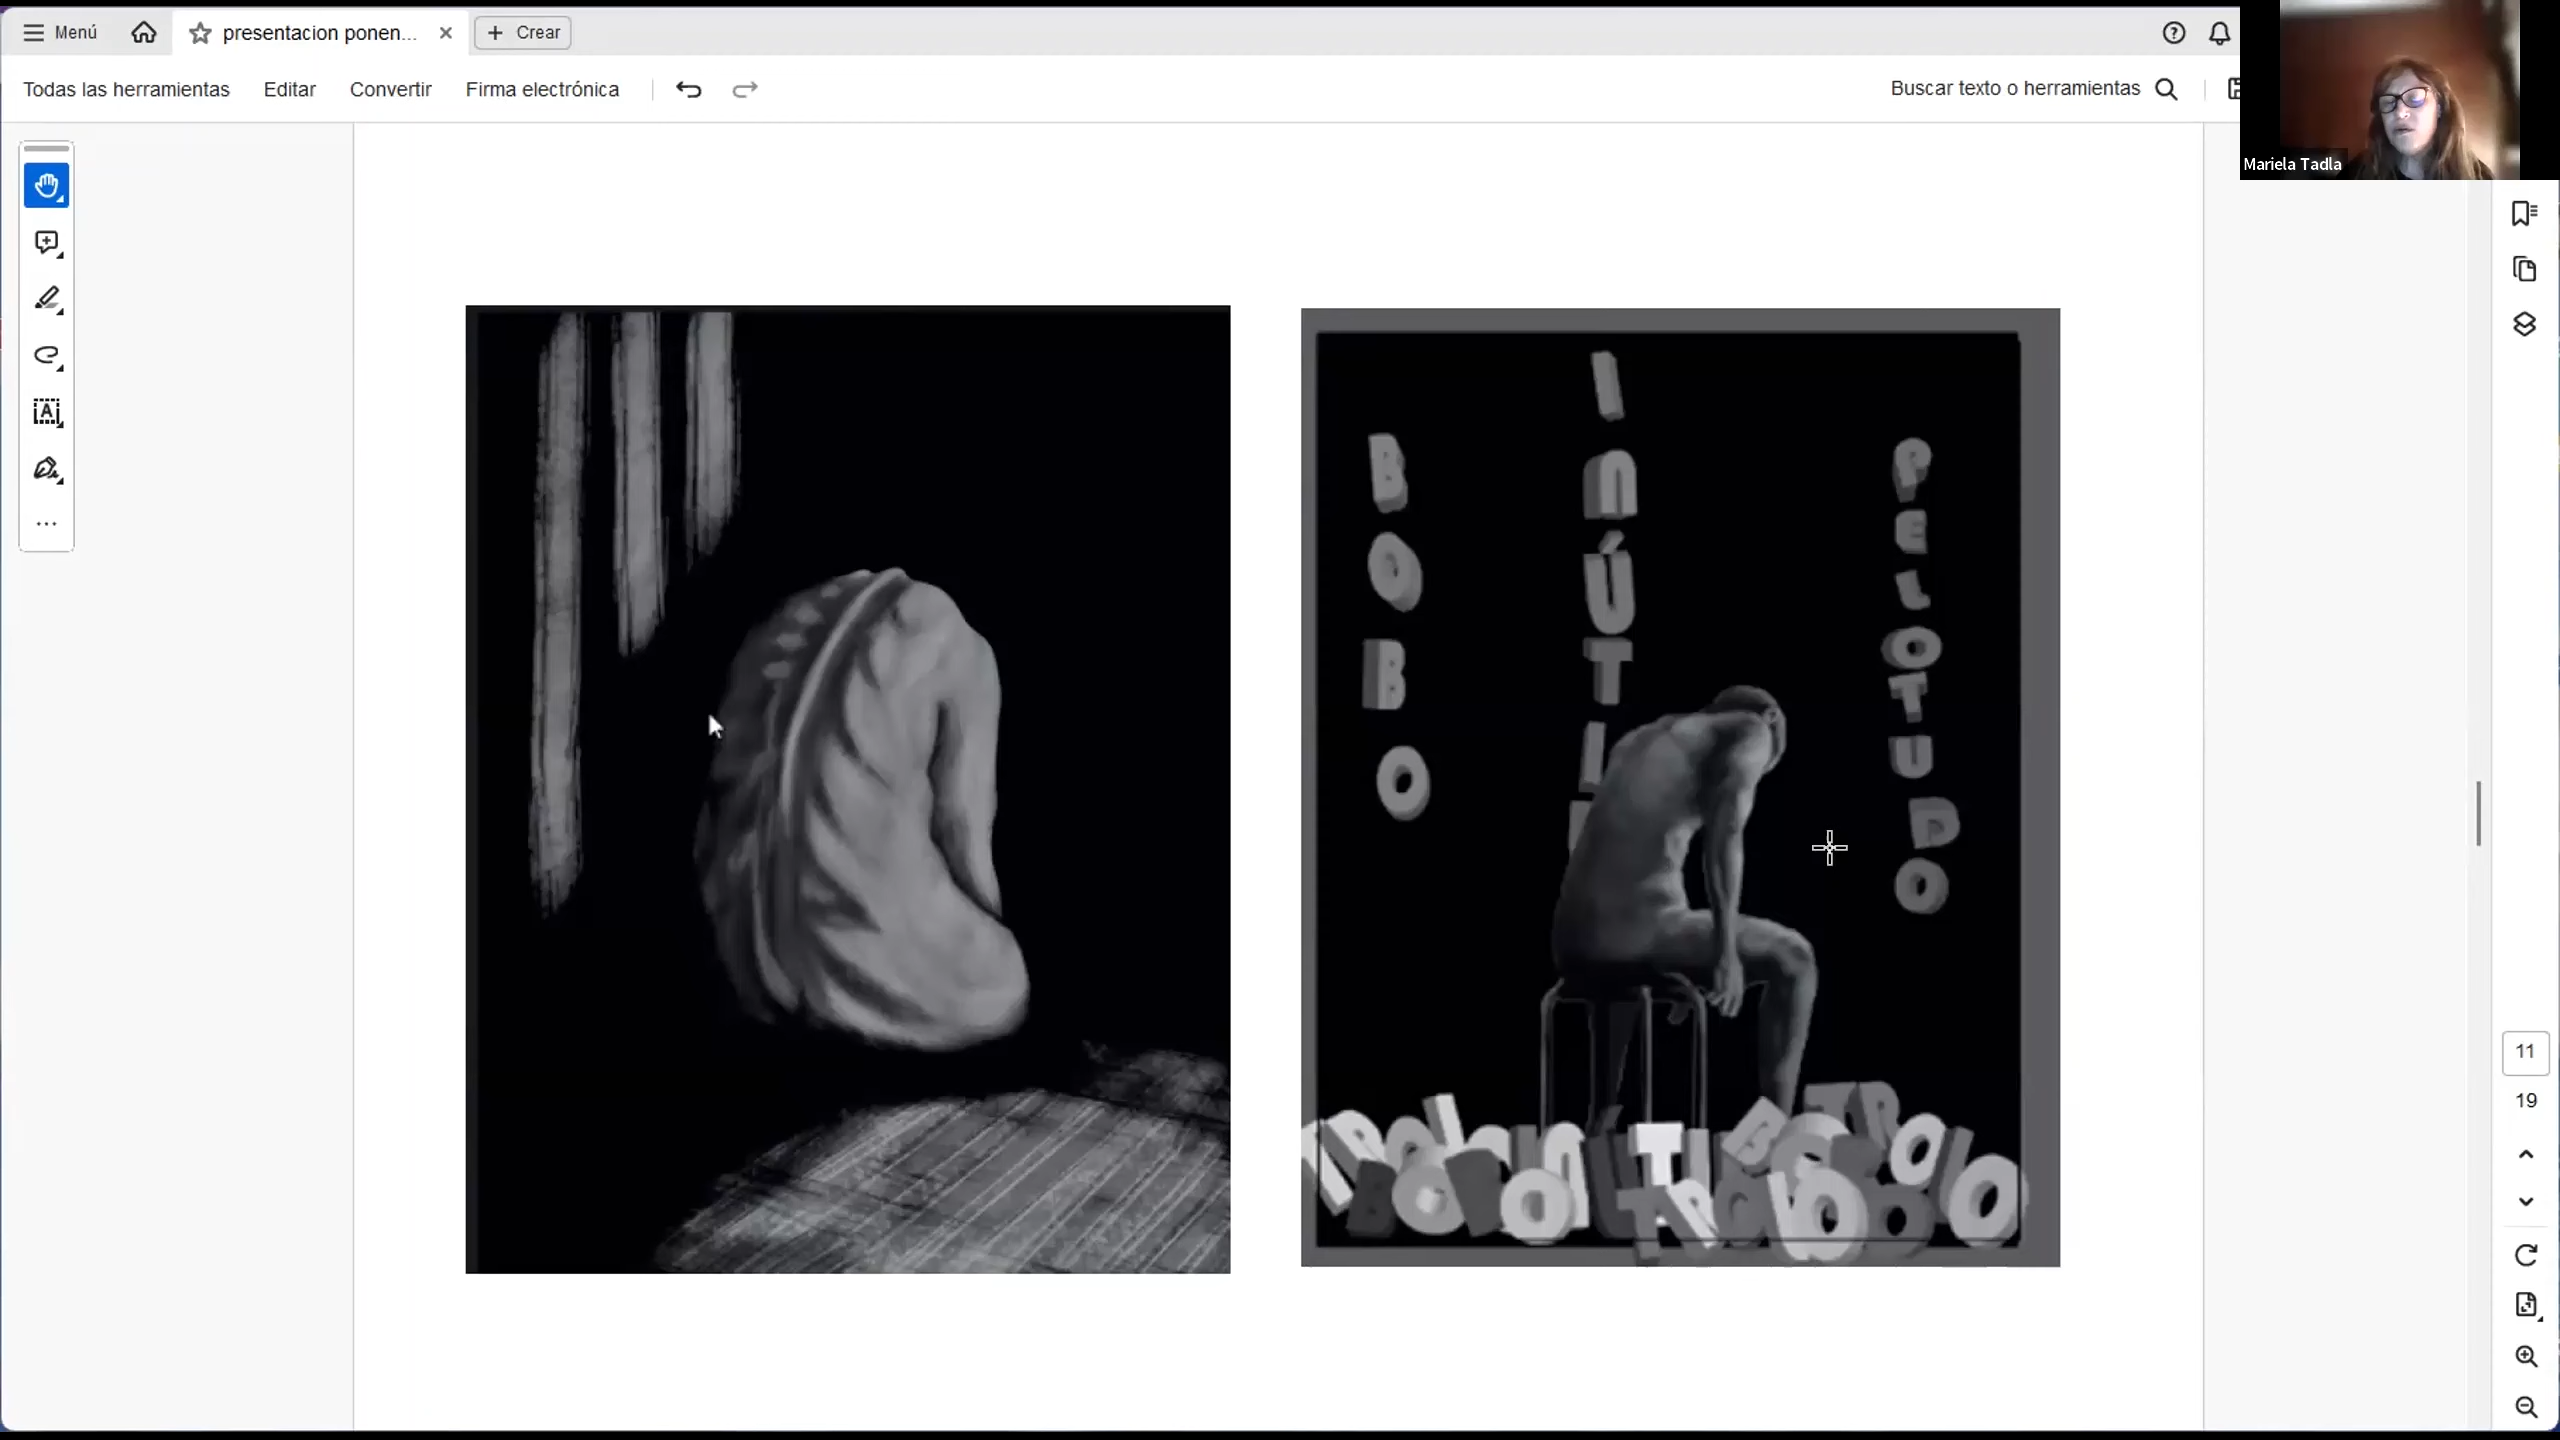 Menú
presentacion ponen...
Crear
Todas las herramientas
Editar
Convertir
Firma electrónica
Buscar texto o herramientas
Mariela Tadla
BOBO
INÚTIL
PELOTUDO
11
19